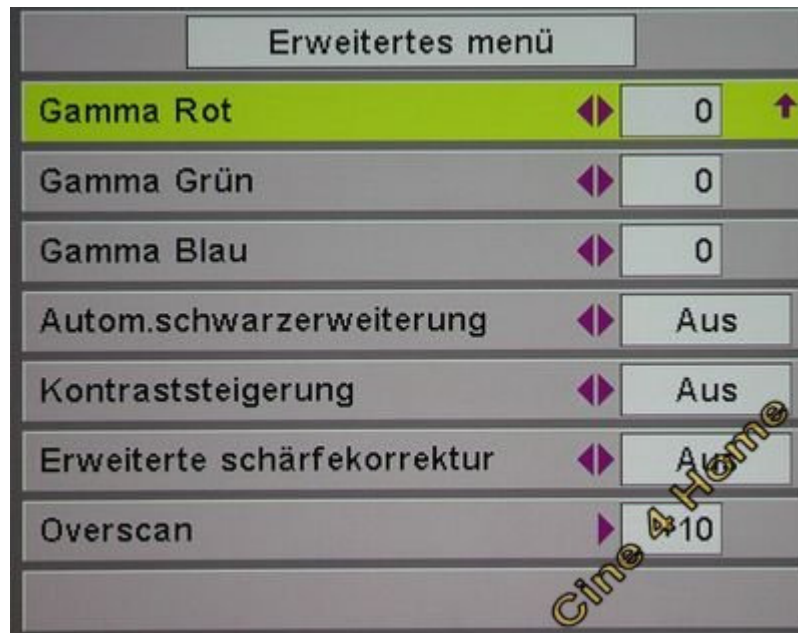 Erweitertes menü
Gamma Rot 0
Gamma Grün 0
Gamma Blau 0
Autom.schwarzerweiterung Aus
Kontraststeigerung Aus
Erweiterte schärfekorrektur Aus
Overscan +10
Cine 4 Home